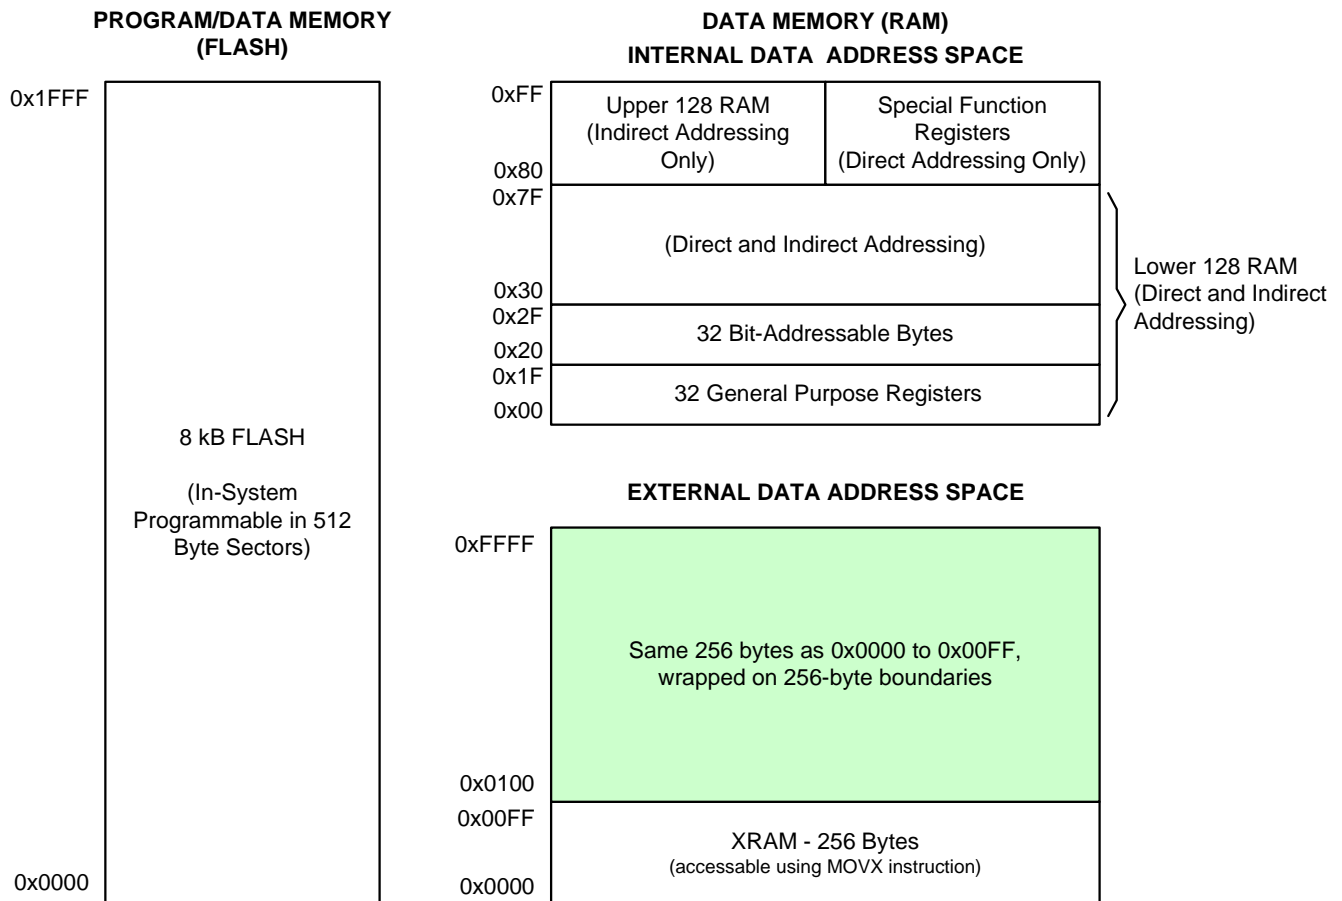 PROGRAM/DATA MEMORY
(FLASH)
0x1FFF
8 kB FLASH
(In-System
Programmable in 512
Byte Sectors)
0x0000
DATA MEMORY (RAM)
INTERNAL DATA ADDRESS SPACE
0xFF
Upper 128 RAM
(Indirect Addressing
Only)
Special Function
Registers
(Direct Addressing Only)
0x80
0x7F
(Direct and Indirect Addressing)
0x30
0x2F
32 Bit-Addressable Bytes
0x20
0x1F
32 General Purpose Registers
0x00
Lower 128 RAM
(Direct and Indirect
Addressing)
EXTERNAL DATA ADDRESS SPACE
0xFFFF
Same 256 bytes as 0x0000 to 0x00FF,
wrapped on 256-byte boundaries
0x0100
0x00FF
XRAM - 256 Bytes
(accessable using MOVX instruction)
0x0000